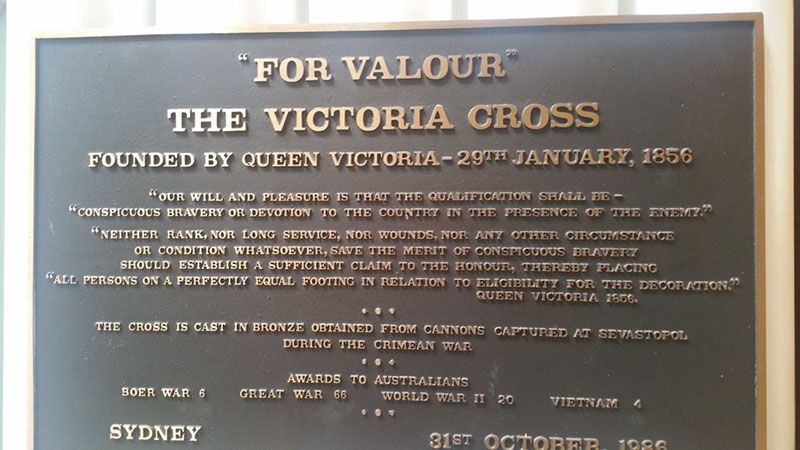 "FOR VALOUR"
THE VICTORIA CROSS
FOUNDED BY QUEEN VICTORIA - 29TH JANUARY, 1856
"OUR WILL AND PLEASURE IS THAT THE QUALIFICATION SHALL BE -
"CONSPICUOUS BRAVERY OR DEVOTION TO THE COUNTRY IN THE PRESENCE OF THE ENEMY."
"NEITHER RANK, NOR LONG SERVICE, NOR WOUNDS, NOR ANY OTHER CIRCUMSTANCE
OR CONDITION WHATSOEVER, SAVE THE MERIT OF CONSPICUOUS BRAVERY
SHOULD ESTABLISH A SUFFICIENT CLAIM TO THE HONOUR, THEREBY PLACING
"ALL PERSONS ON A PERFECTLY EQUAL FOOTING IN RELATION TO ELIGIBILITY FOR THE DECORATION."
QUEEN VICTORIA 1856.
THE CROSS IS CAST IN BRONZE OBTAINED FROM CANNONS CAPTURED AT SEVASTOPOL
DURING THE CRIMEAN WAR
AWARDS TO AUSTRALIANS
BOER WAR 6 GREAT WAR 66 WORLD WAR II 20 VIETNAM 4
SYDNEY 31ST OCTOBER, 1986